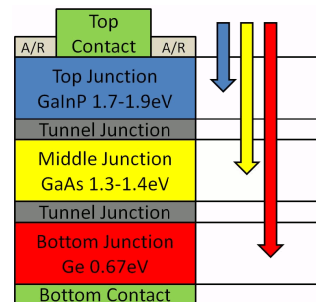 Top
Contact
A/R
A/R
Top Junction
GaInP 1.7-1.9eV
Tunnel Junction
Middle Junction
GaAs 1.3-1.4eV
Tunnel Junction
Bottom Junction
Ge 0.67eV
Bottom Contact